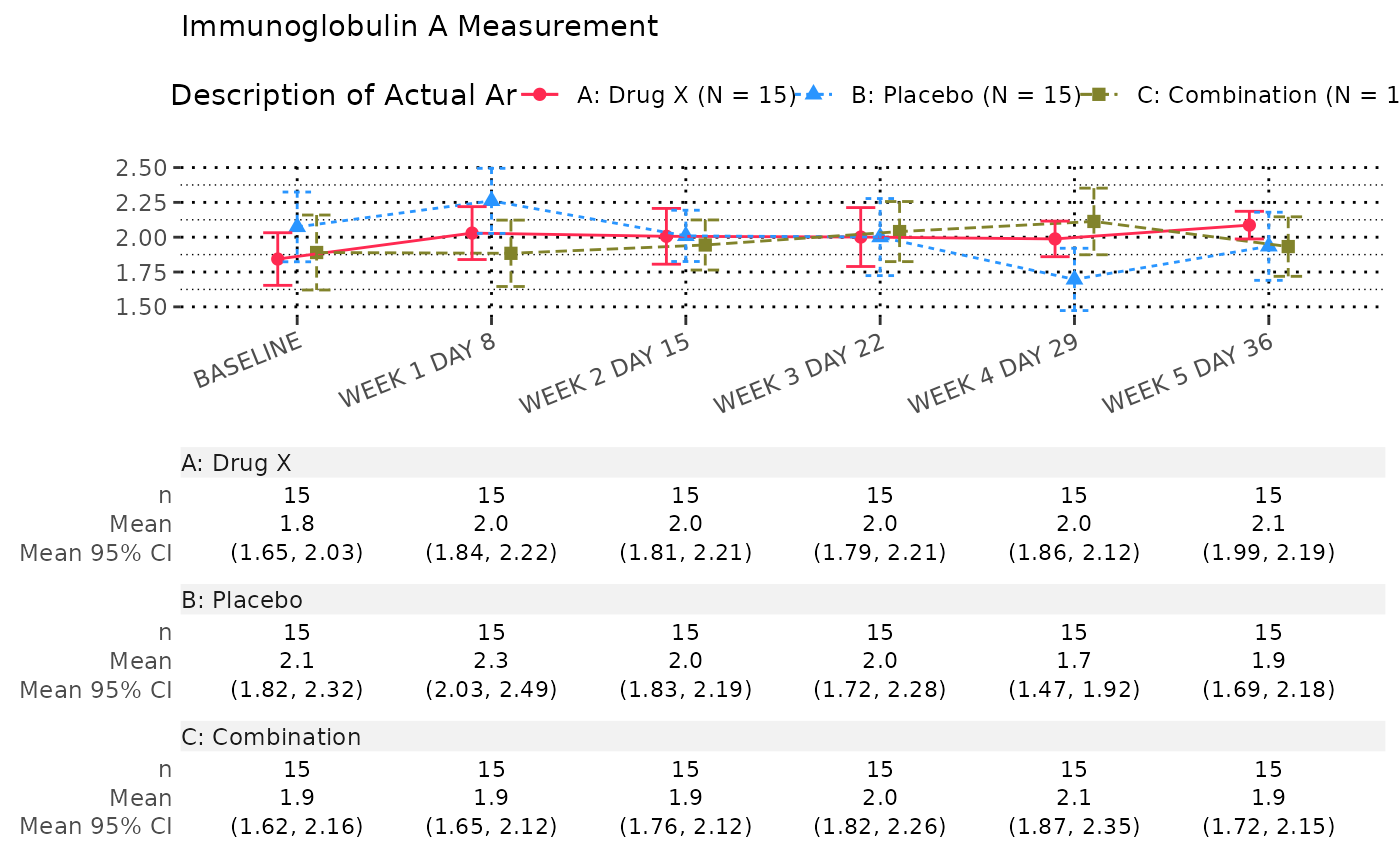 Immunoglobulin A Measurement
Description of Actual Ar A: Drug X (N = 15) B: Placebo (N = 15) C: Combination (N = 1
2.50
2.25
2.00
1.75
1.50
BASELINE WEEK 1 DAY 8 WEEK 2 DAY 15 WEEK 3 DAY 22 WEEK 4 DAY 29 WEEK 5 DAY 36
A: Drug X
n 15 15 15 15 15 15
Mean 1.8 2.0 2.0 2.0 2.0 2.1
Mean 95% CI (1.65, 2.03) (1.84, 2.22) (1.81, 2.21) (1.79, 2.21) (1.86, 2.12) (1.99, 2.19)
B: Placebo
n 15 15 15 15 15 15
Mean 2.1 2.3 2.0 2.0 1.7 1.9
Mean 95% CI (1.82, 2.32) (2.03, 2.49) (1.83, 2.19) (1.72, 2.28) (1.47, 1.92) (1.69, 2.18)
C: Combination
n 15 15 15 15 15 15
Mean 1.9 1.9 1.9 2.0 2.1 1.9
Mean 95% CI (1.62, 2.16) (1.65, 2.12) (1.76, 2.12) (1.82, 2.26) (1.87, 2.35) (1.72, 2.15)